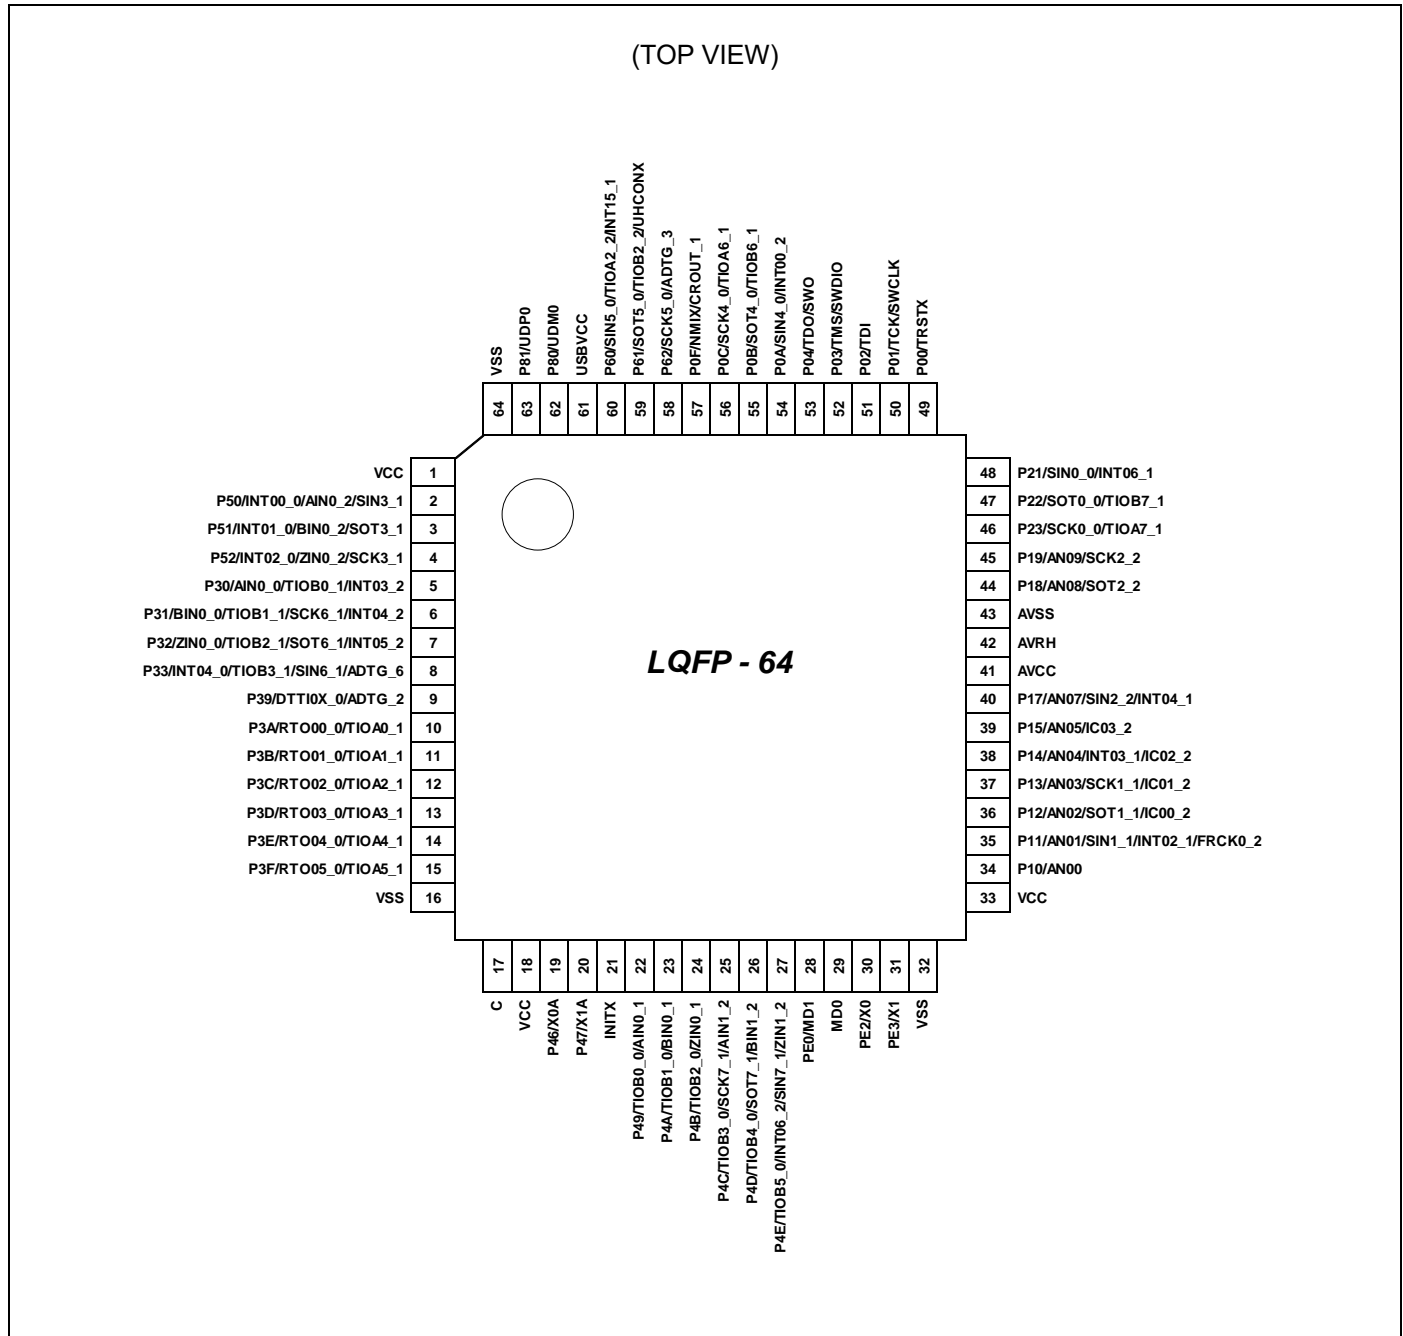 (TOP VIEW)
VSS
P81/UDP0
P80/UDM0
USBVCC
P60/SIN5_0/TIOA2_2/INT15_1
P61/SOT5_0/TIOB2_2/UHCONX
P62/SCK5_0/ADTG_3
P0F/NMIX/CROUT_1
P0C/SCK4_0/TIOA6_1
P0B/SOT4_0/TIOB6_1
P0A/SIN4_0/INT00_2
P04/TDO/SWO
P03/TMS/SWDIO
P02/TDI
P01/TCK/SWCLK
P00/TRSTX
64
63
62
61
60
59
58
57
56
55
54
53
52
51
50
49
VCC 1
P50/INT00_0/AIN0_2/SIN3_1 2
P51/INT01_0/BIN0_2/SOT3_1 3
P52/INT02_0/ZIN0_2/SCK3_1 4
P30/AIN0_0/TIOB0_1/INT03_2 5
P31/BIN0_0/TIOB1_1/SCK6_1/INT04_2 6
P32/ZIN0_0/TIOB2_1/SOT6_1/INT05_2 7
P33/INT04_0/TIOB3_1/SIN6_1/ADTG_6 8
P39/DTTI0X_0/ADTG_2 9
P3A/RTO00_0/TIOA0_1 10
P3B/RTO01_0/TIOA1_1 11
P3C/RTO02_0/TIOA2_1 12
P3D/RTO03_0/TIOA3_1 13
P3E/RTO04_0/TIOA4_1 14
P3F/RTO05_0/TIOA5_1 15
VSS 16
LQFP - 64
48 P21/SIN0_0/INT06_1
47 P22/SOT0_0/TIOB7_1
46 P23/SCK0_0/TIOA7_1
45 P19/AN09/SCK2_2
44 P18/AN08/SOT2_2
43 AVSS
42 AVRH
41 AVCC
40 P17/AN07/SIN2_2/INT04_1
39 P15/AN05/IC03_2
38 P14/AN04/INT03_1/IC02_2
37 P13/AN03/SCK1_1/IC01_2
36 P12/AN02/SOT1_1/IC00_2
35 P11/AN01/SIN1_1/INT02_1/FRCK0_2
34 P10/AN00
33 VCC
17
18
19
20
21
22
23
24
25
26
27
28
29
30
31
32
C
VCC
P46/X0A
P47/X1A
INITX
P49/TIOB0_0/AIN0_1
P4A/TIOB1_0/BIN0_1
P4B/TIOB2_0/ZIN0_1
P4C/TIOB3_0/SCK7_1/AIN1_2
P4D/TIOB4_0/SOT7_1/BIN1_2
P4E/TIOB5_0/INT06_2/SIN7_1/ZIN1_2
PE0/MD1
MD0
PE2/X0
PE3/X1
VSS